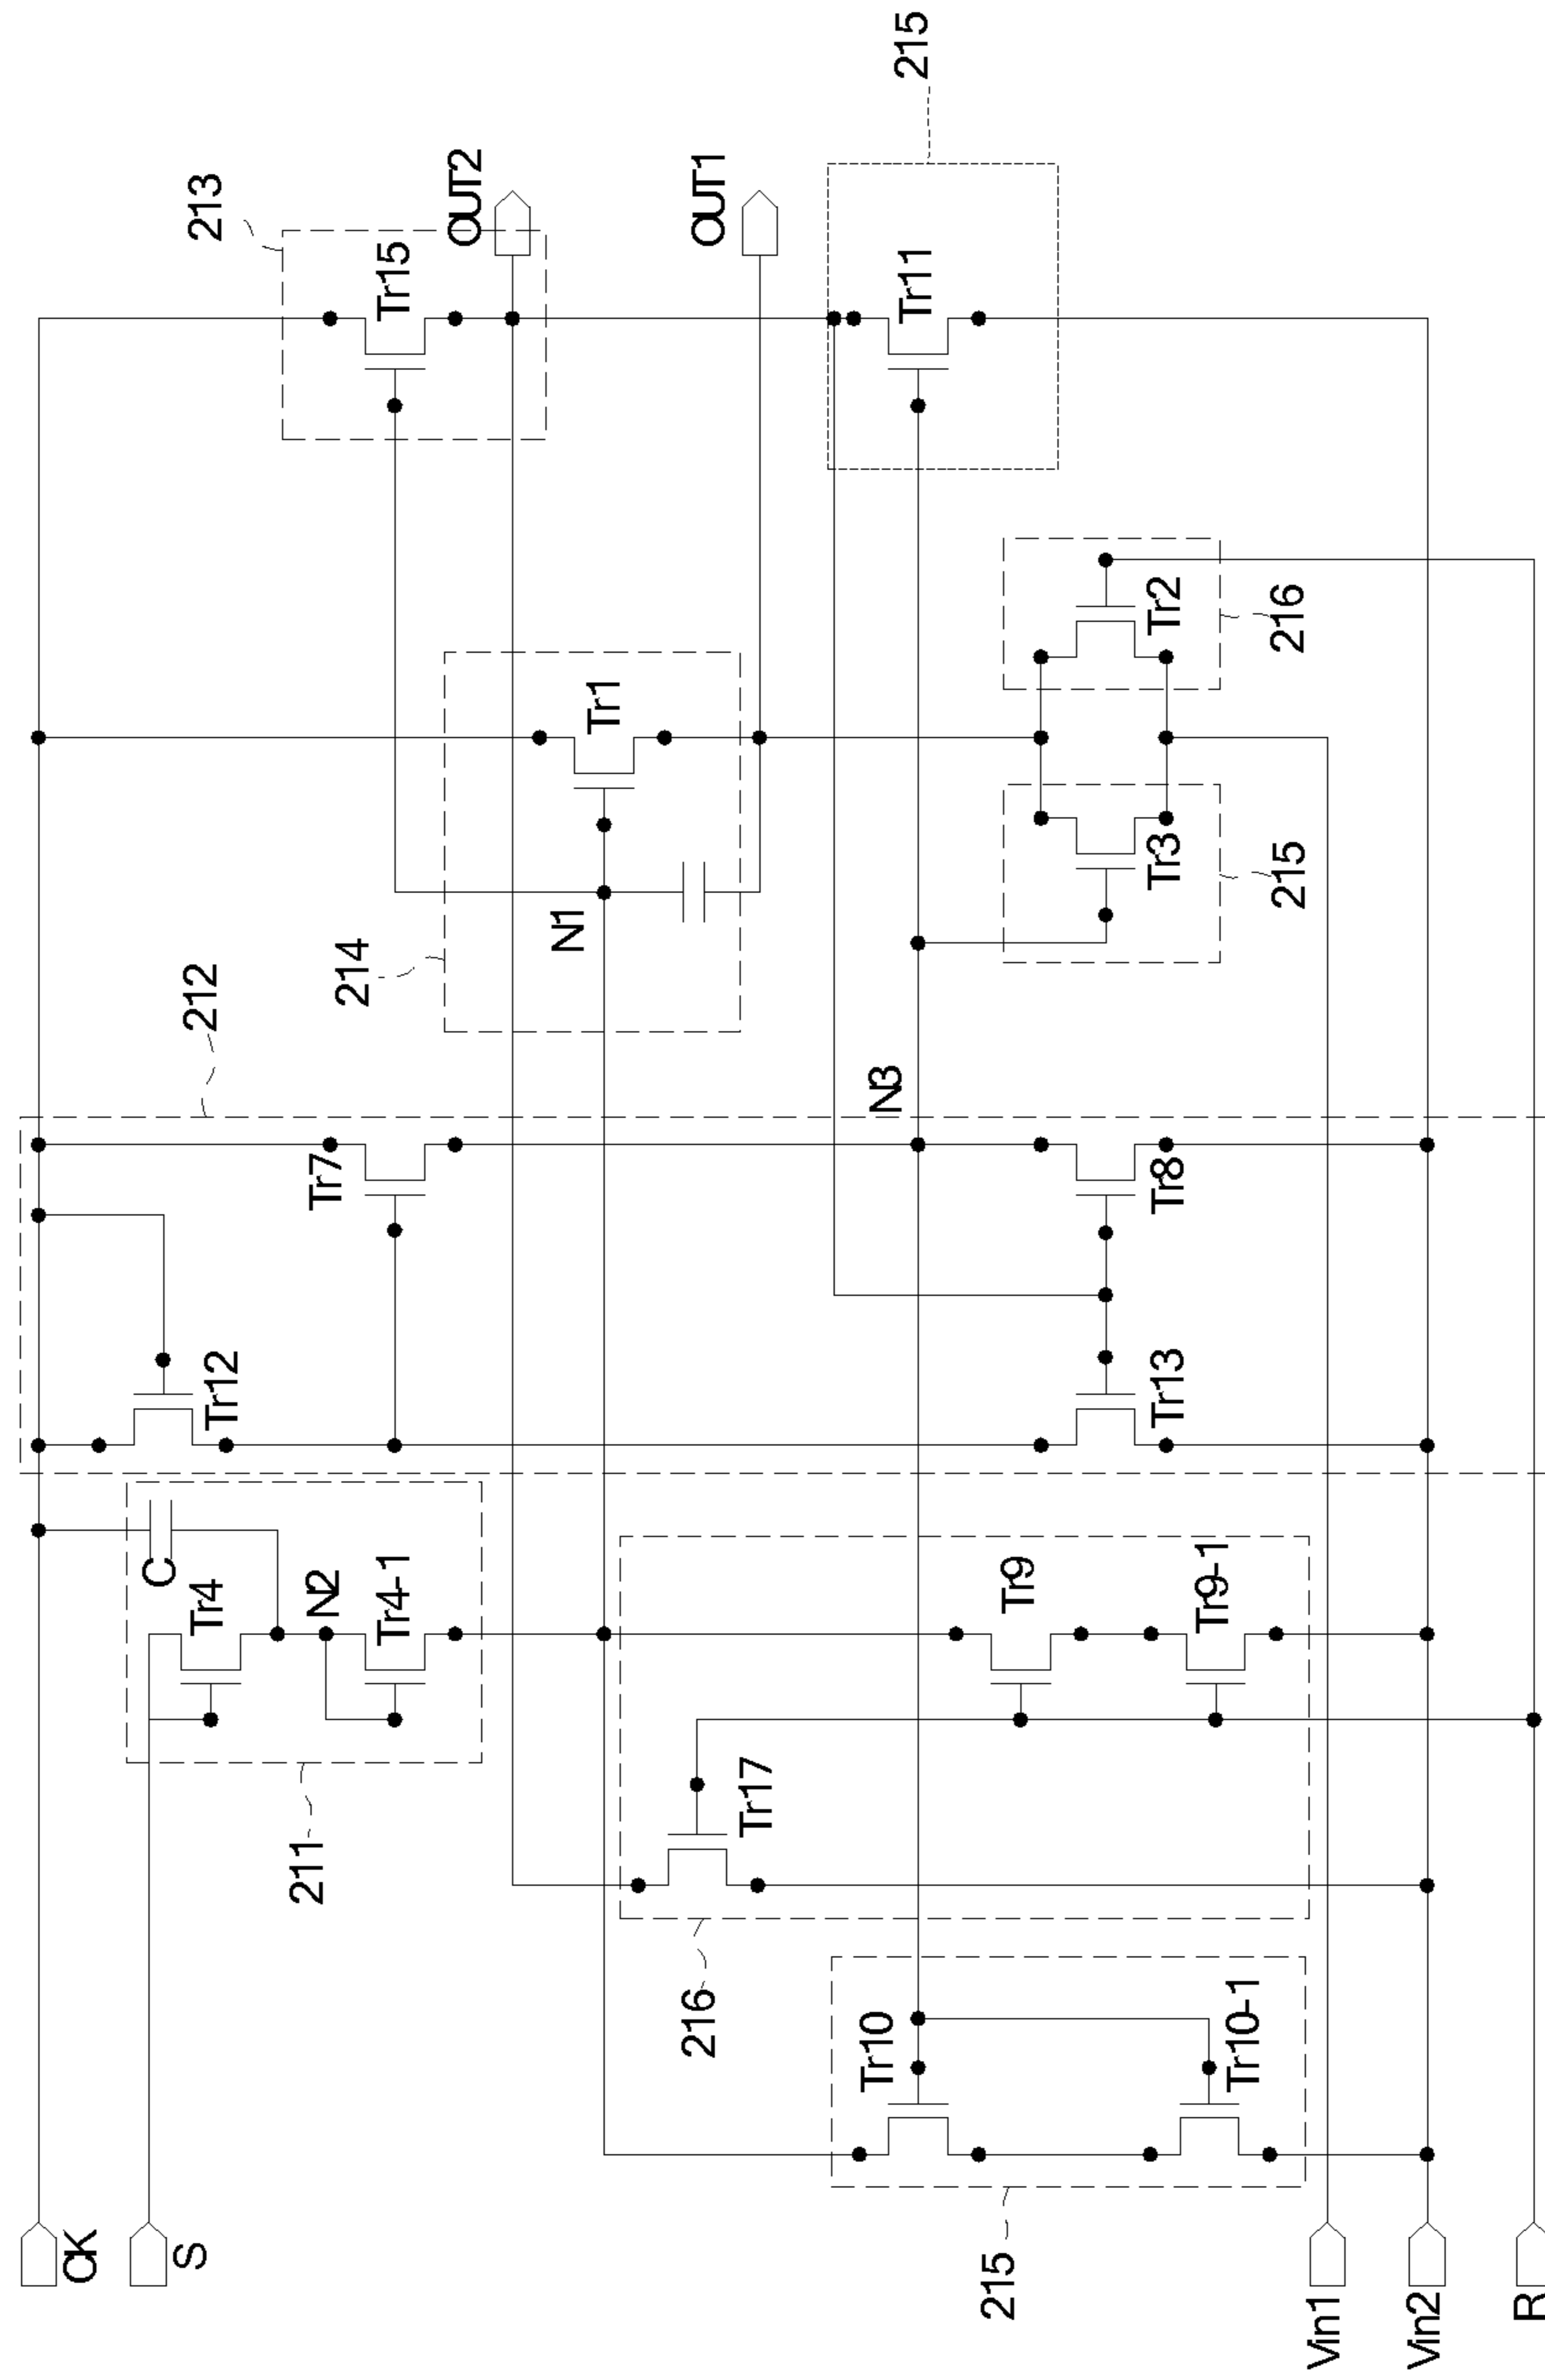 213
Tr15
OUT2
OUT1
215
Tr11
212
214
Tr1
N1
Tr2
216
Tr3
215
N3
Tr7
Tr8
Tr12
Tr13
C
Tr4
N2
Tr4-1
211
Tr9
Tr9-1
Tr17
216
Tr10
Tr10-1
215
CK
S
Vin1
Vin2
R